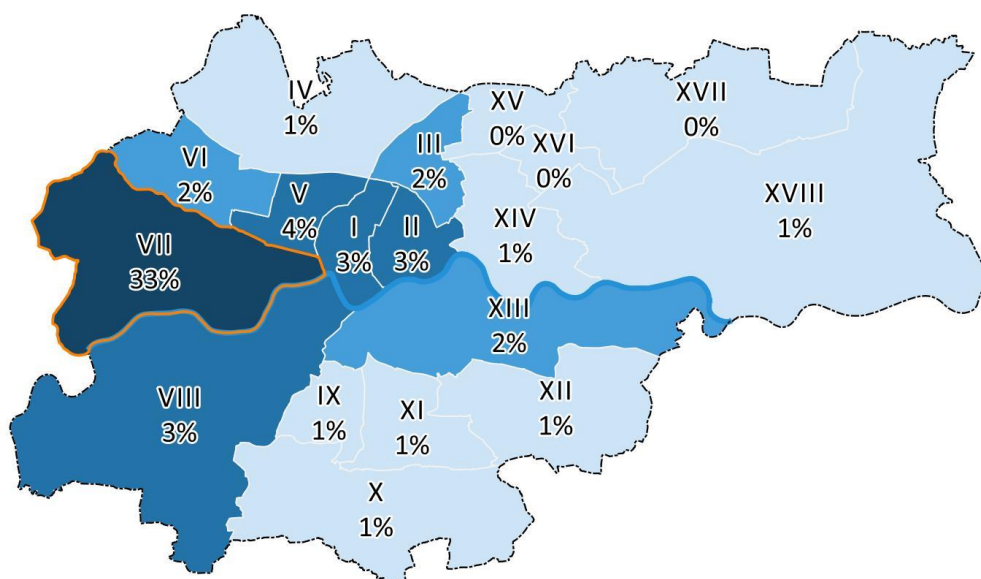 IV
1%
XV
0%
XVII
0%
III
2%
XVI
0%
VI
2%
V
4%
XVIII
1%
I
3%
II
3%
XIV
1%
VII
33%
XIII
2%
VIII
3%
IX
1%
XI
1%
XII
1%
X
1%